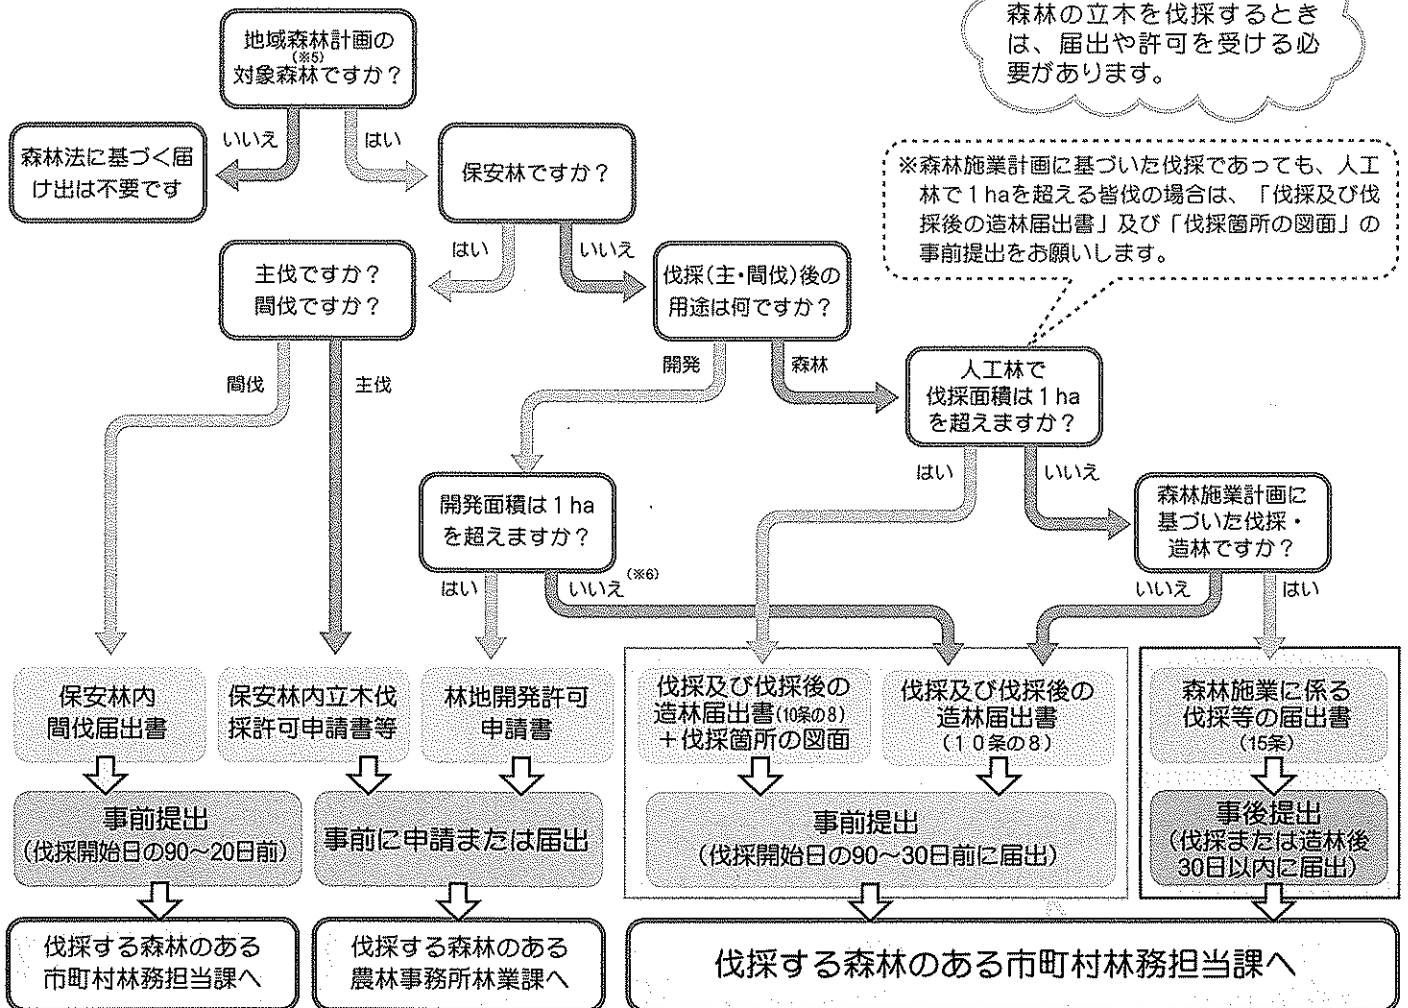 森林の立木を伐採するとき
は、届出や許可を受ける必
要があります。
地域森林計画の
(※5)
対象森林ですか？
いいえ
はい
森林法に基づく届
け出は不要です
保安林ですか？
※森林施業計画に基づいた伐採であっても、人工
林で1haを超える皆伐の場合は、「伐採及び伐
採後の造林届出書」及び「伐採箇所の図面」の
事前提出をお願いします。
はい
いいえ
主伐ですか？
間伐ですか？
伐採(主・間伐)後の
用途は何ですか？
間伐
主伐
開発
森林
人工林で
伐採面積は1ha
を超えますか？
はい
いいえ
開発面積は1ha
を超えますか？
森林施業計画に
基づいた伐採・
造林ですか？
はい
いいえ(※6)
いいえ
はい
保安林内
間伐届出書
保安林内立木伐
採許可申請書等
林地開発許可
申請書
伐採及び伐採後の
造林届出書(10条の8)
＋伐採箇所の図面
伐採及び伐採後の
造林届出書
(10条の8)
森林施業に係る
伐採等の届出書
(15条)
事前提出
(伐採開始日の90～20日前)
事前に申請または届出
事前提出
(伐採開始日の90～30日前に届出)
事後提出
(伐採または造林後
30日以内に届出)
伐採する森林のある
市町村林務担当課へ
伐採する森林のある
農林事務所林業課へ
伐採する森林のある市町村林務担当課へ